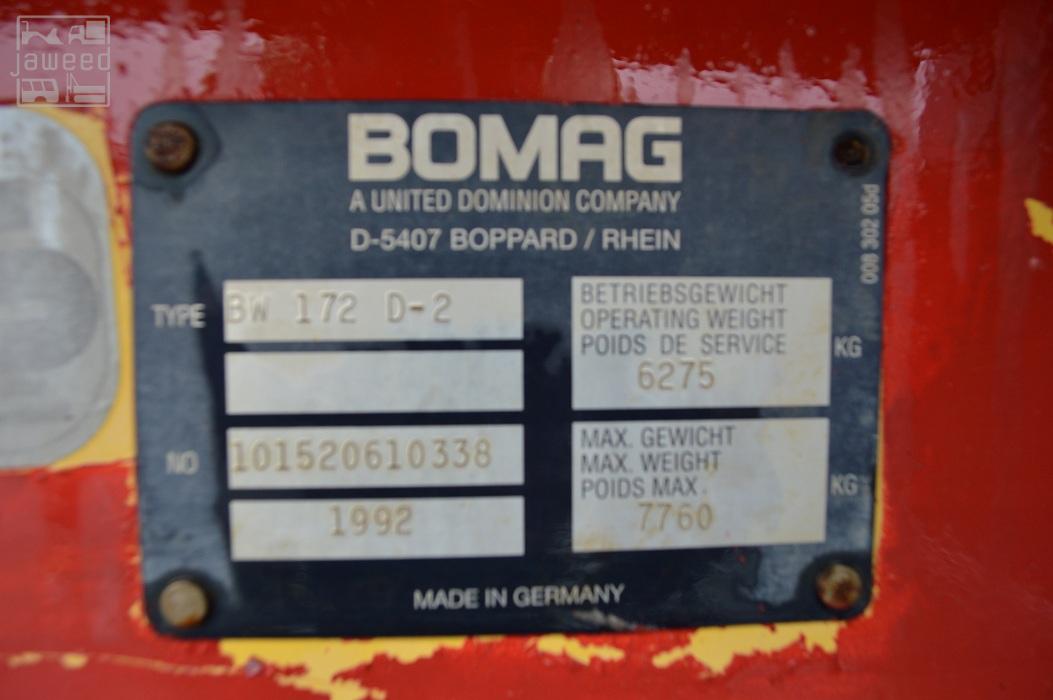 jaweed
BOMAG
A UNITED DOMINION COMPANY
D-5407 BOPPARD / RHEIN
008 302 05d
TYPE BW 172 D-2
BETRIEBSGEWICHT
OPERATING WEIGHT
POIDS DE SERVICE KG
6275
NO 101520610338
MAX. GEWICHT
MAX. WEIGHT
POIDS MAX. KG
1992
7760
MADE IN GERMANY